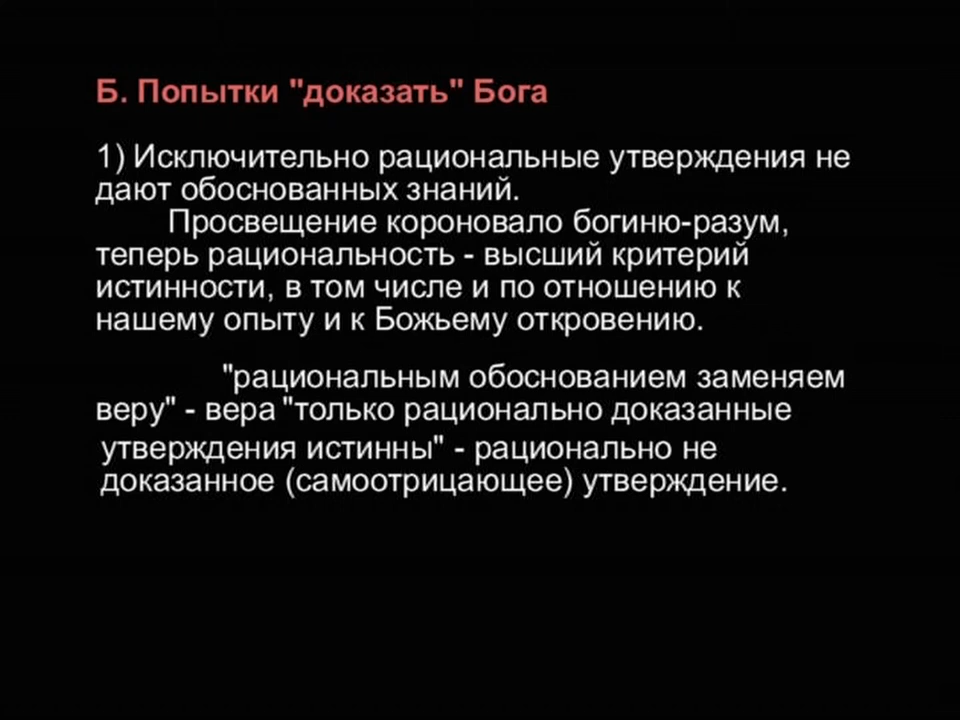 Б. Попытки "доказать" Бога
1) Исключительно рациональные утверждения не
дают обоснованных знаний.
Просвещение короновало богиню-разум,
теперь рациональность - высший критерий
истинности, в том числе и по отношению к
нашему опыту и к Божьему откровению.
"рациональным обоснованием заменяем
веру" - вера "только рационально доказанные
утверждения истинны" - рационально не
доказанное (самоотрицающее) утверждение.